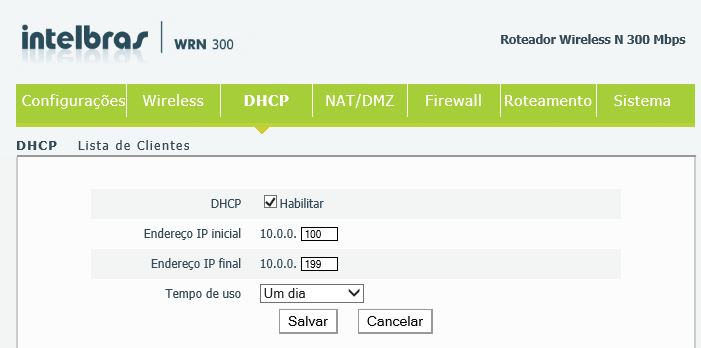 intelbras WRN 300 Roteador Wireless N 300 Mbps
Configurações Wireless DHCP NAT/DMZ Firewall Roteamento Sistema
DHCP Lista de Clientes
DHCP Habilitar
Endereço IP inicial 10.0.0. 100
Endereço IP final 10.0.0. 199
Tempo de uso Um dia
Salvar Cancelar